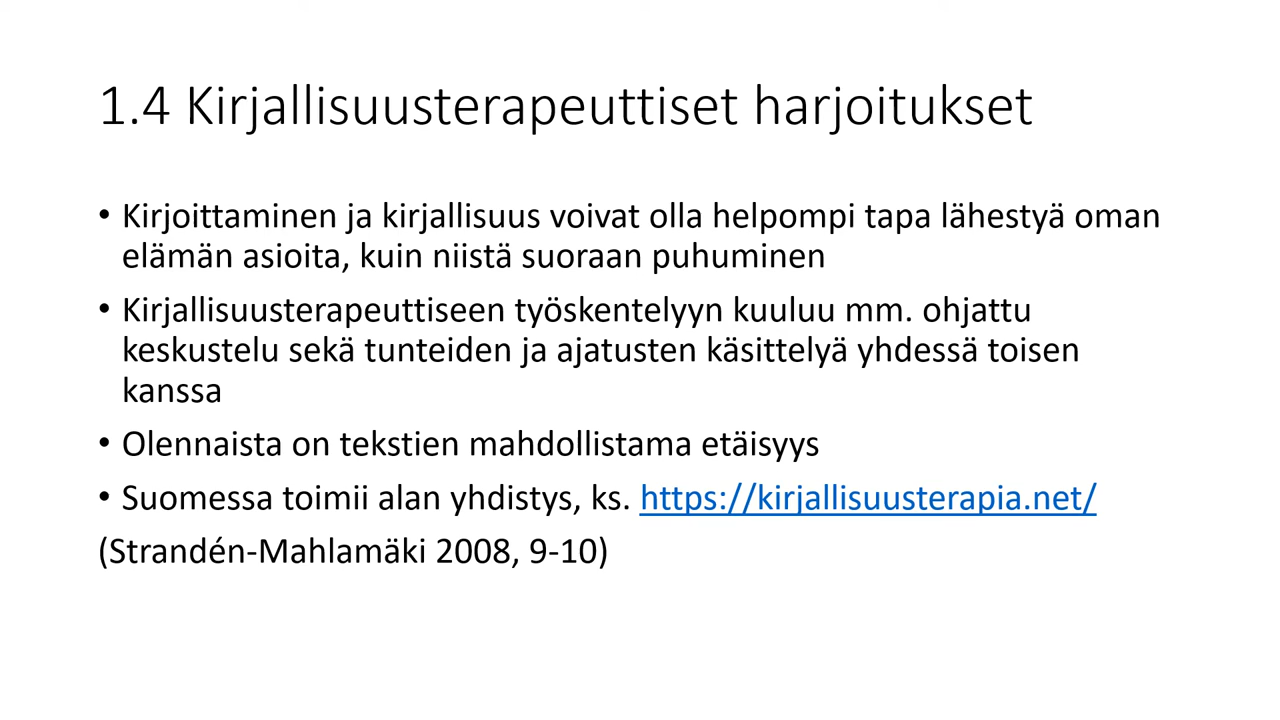 1.4 Kirjallisuusterapeuttiset harjoitukset
• Kirjoittaminen ja kirjallisuus voivat olla helpompi tapa lähestyä oman
elämän asioita, kuin niistä suoraan puhuminen
• Kirjallisuusterapeuttiseen työskentelyyn kuuluu mm. ohjattu
keskustelu sekä tunteiden ja ajatusten käsittelyä yhdessä toisen
kanssa
• Olennaista on tekstien mahdollistama etäisyys
• Suomessa toimii alan yhdistys, ks. https://kirjallisuusterapia.net/
(Strandén-Mahlamäki 2008, 9-10)